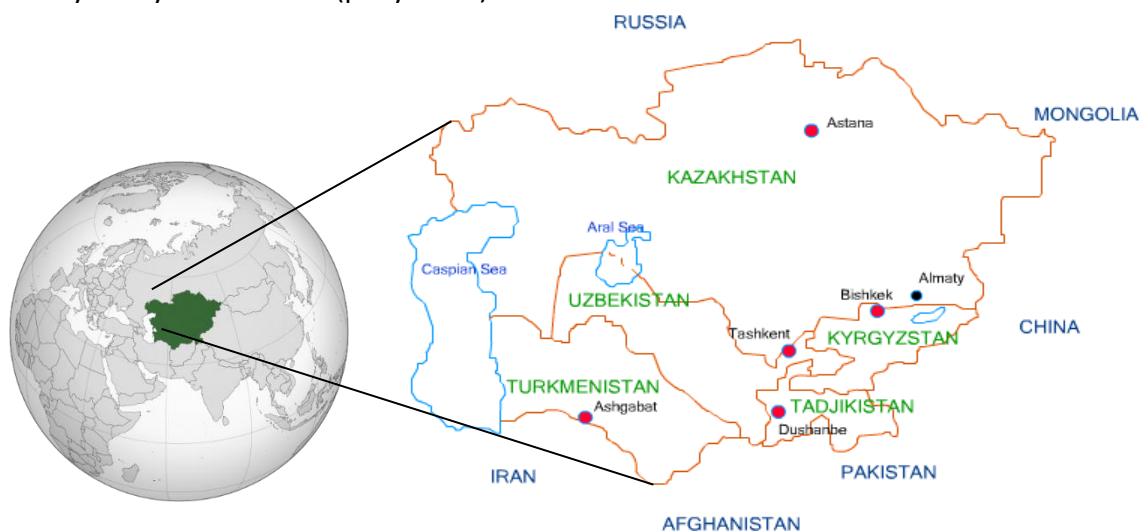 RUSSIA
MONGOLIA
Astana
KAZAKHSTAN
Aral Sea
Caspian Sea
Almaty
UZBEKISTAN
Bishkek
CHINA
Tashkent
KYRGYZSTAN
TURKMENISTAN
Ashgabat
TADJIKISTAN
Dushanbe
IRAN
PAKISTAN
AFGHANISTAN